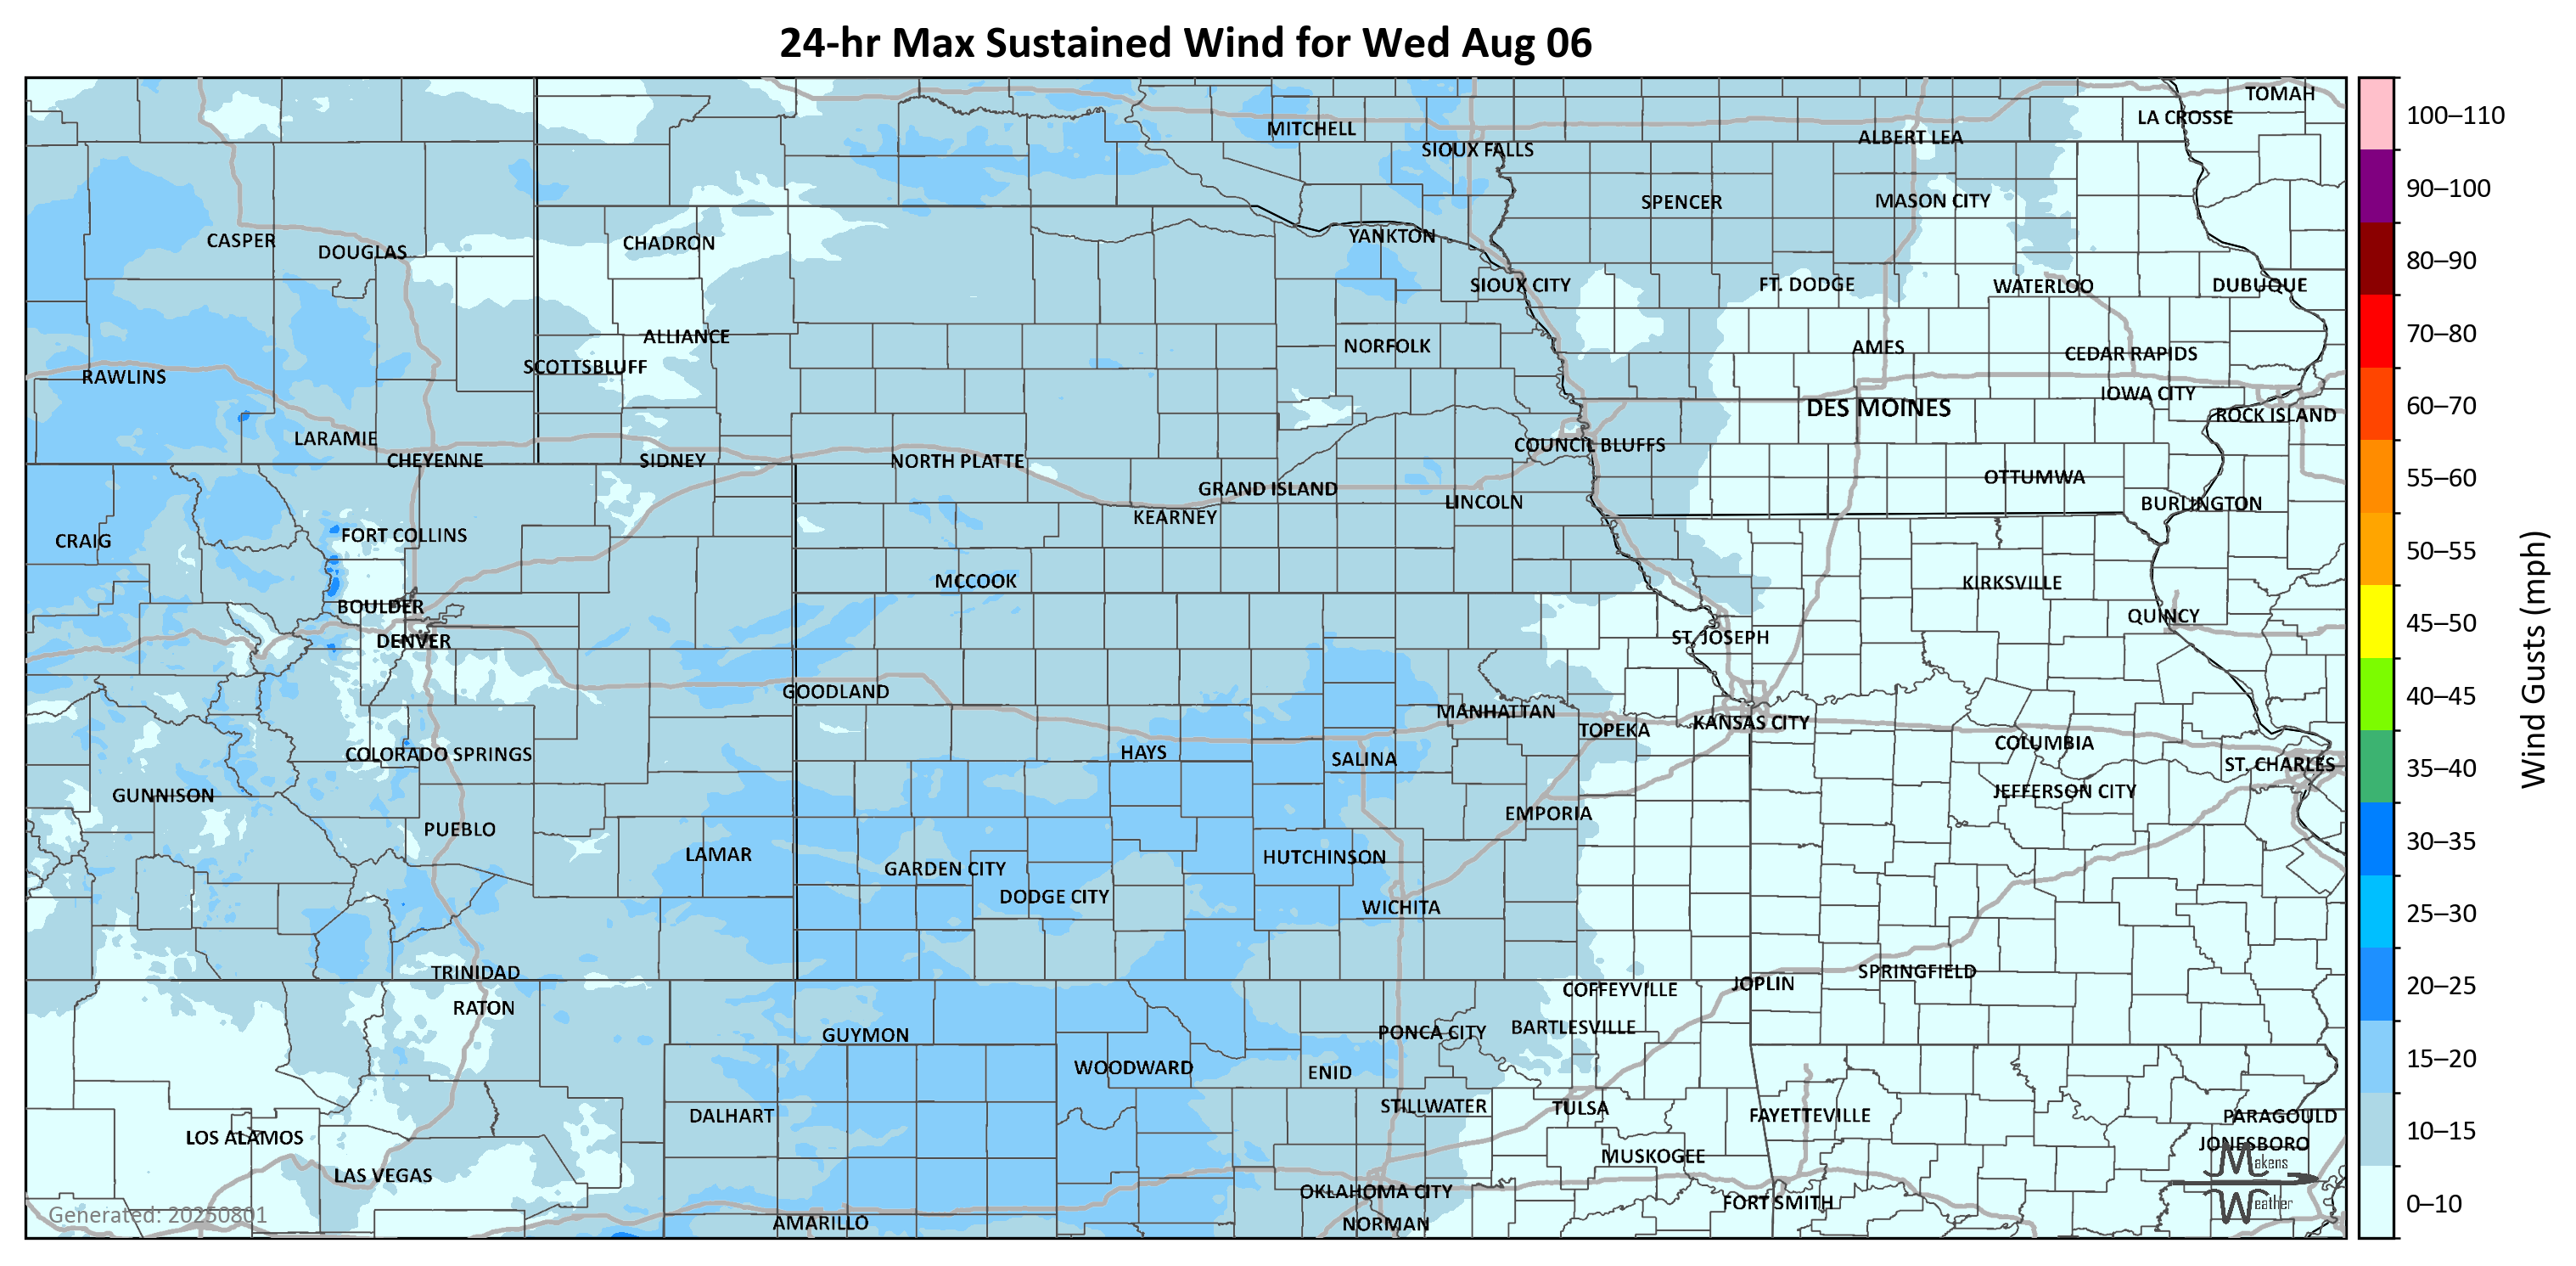 24-hr Max Sustained Wind for Wed Aug 06
TOMAH
LA CROSSE
MITCHELL
ALBERT LEA
SIOUX FALLS
SPENCER
MASON CITY
CASPER
DOUGLAS
CHADRON
YANKTON
SIOUX CITY
FT. DODGE
WATERLOO
DUBUQUE
ALLIANCE
NORFOLK
AMES
CEDAR RAPIDS
SCOTTSBLUFF
RAWLINS
IOWA CITY
DES MOINES
ROCK ISLAND
LARAMIE
COUNCIL BLUFFS
CHEYENNE
SIDNEY
NORTH PLATTE
OTTUMWA
GRAND ISLAND
LINCOLN
BURLINGTON
KEARNEY
FORT COLLINS
CRAIG
MCCOOK
KIRKSVILLE
BOULDER
QUINCY
DENVER
ST. JOSEPH
GOODLAND
MANHATTAN
KANSAS CITY
TOPEKA
COLUMBIA
COLORADO SPRINGS
HAYS
SALINA
ST. CHARLES
GUNNISON
JEFFERSON CITY
EMPORIA
PUEBLO
LAMAR
HUTCHINSON
GARDEN CITY
DODGE CITY
WICHITA
TRINIDAD
SPRINGFIELD
JOPLIN
COFFEYVILLE
RATON
GUYMON
PONCA CITY
BARTLESVILLE
WOODWARD
ENID
DALHART
STILLWATER
TULSA
FAYETTEVILLE
PARAGOULD
LOS ALAMOS
JONESBORO
MUSKOGEE
LAS VEGAS
OKLAHOMA CITY
FORT SMITH
AMARILLO
NORMAN
Makens
Weather
Generated: 20250801
100–110
90–100
80–90
70–80
60–70
55–60
50–55
45–50
40–45
35–40
30–35
25–30
20–25
15–20
10–15
0–10
Wind Gusts (mph)